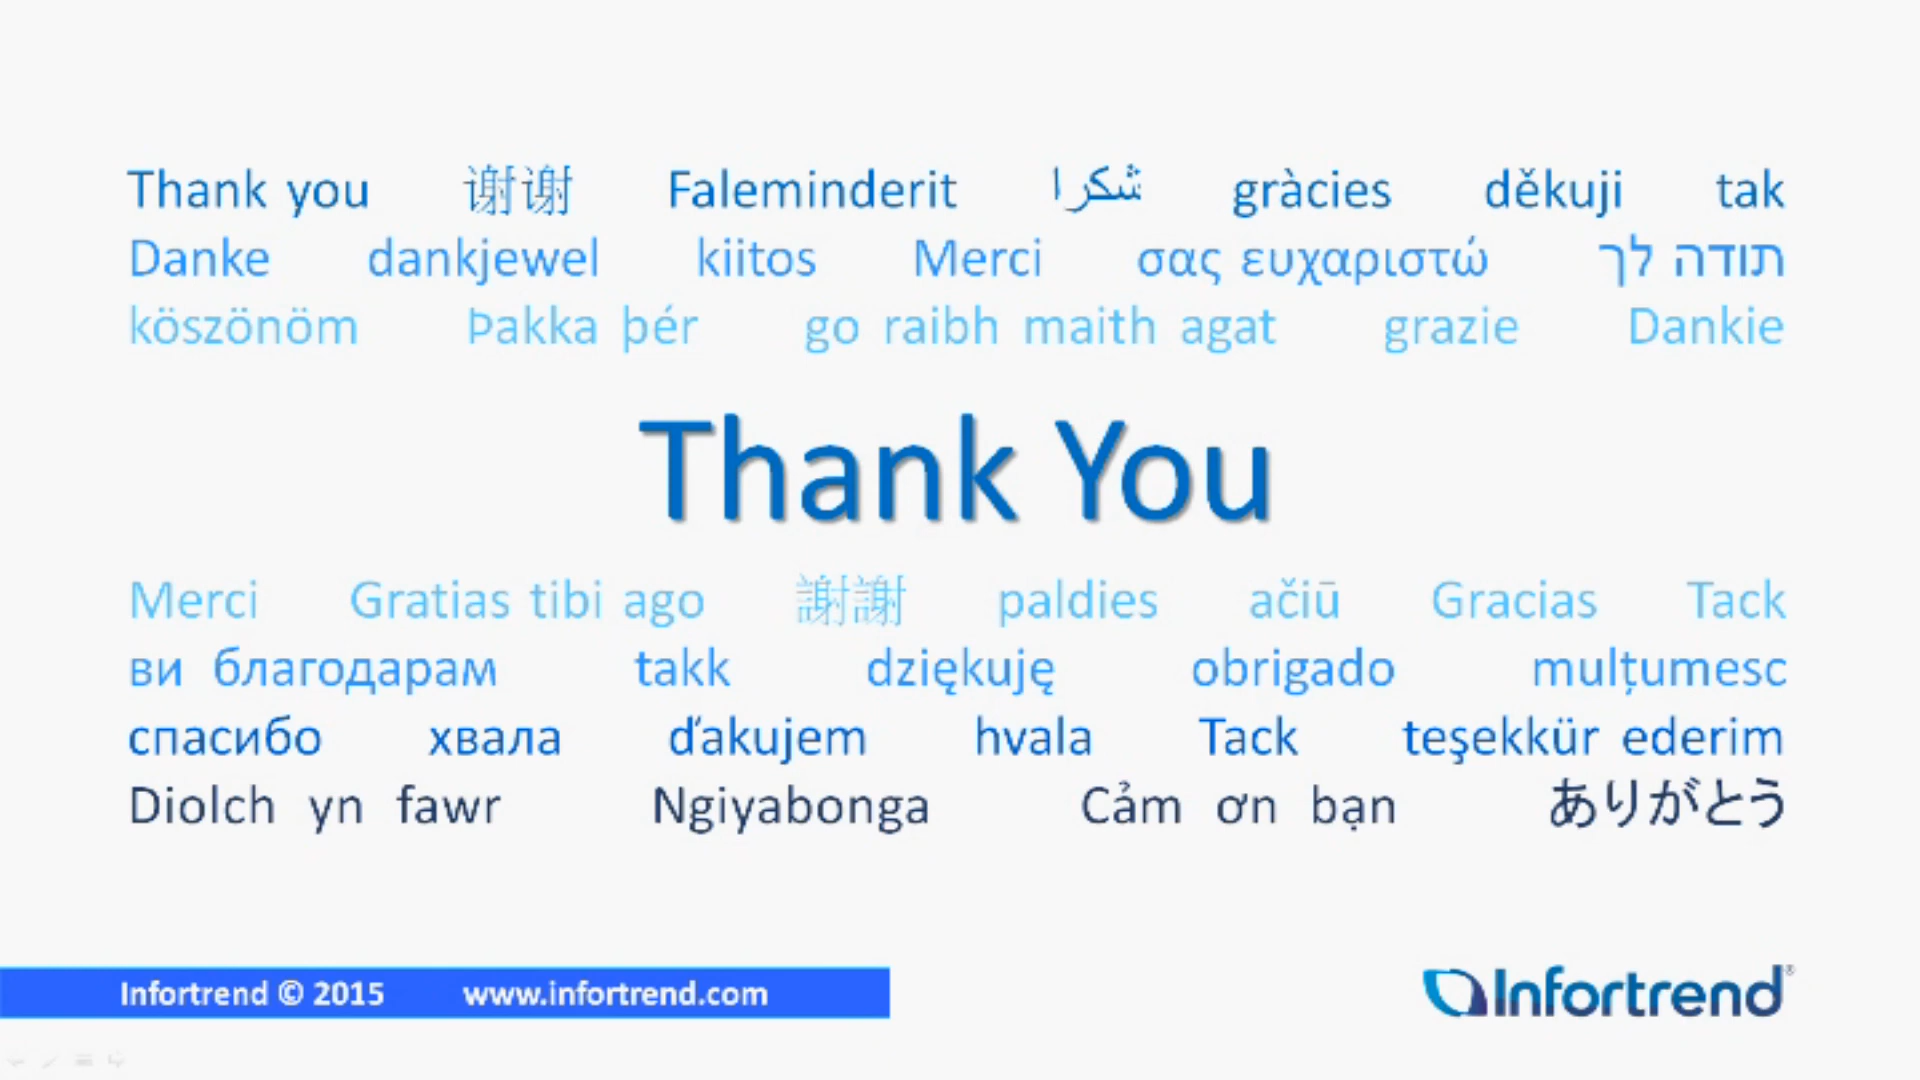 Thank you 谢谢 Faleminderit شكرا gràcies děkuji tak
Danke dankjewel kiitos Merci σας ευχαριστώ תודה לך
köszönöm Þakka þér go raibh maith agat grazie Dankie
Thank You
Merci Gratias tibi ago 謝謝 paldies ačiū Gracias Tack
ви благодарам takk dziękuję obrigado mulțumesc
спасибо хвала ďakujem hvala Tack teşekkür ederim
Diolch yn fawr Ngiyabonga Cảm ơn bạn ありがとう
Infortrend © 2015 www.infortrend.com
Infortrend®